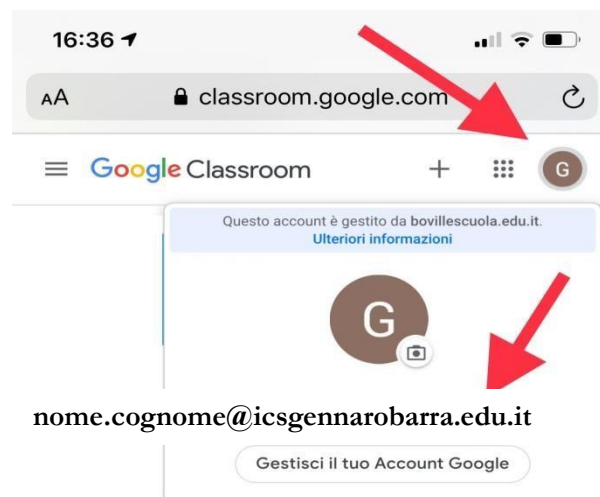 16:36
AA classroom.google.com
Google Classroom + G
Questo account è gestito da bovillescuola.edu.it.
Ulteriori informazioni
G
nome.cognome@icsgennarobarra.edu.it
Gestisci il tuo Account Google